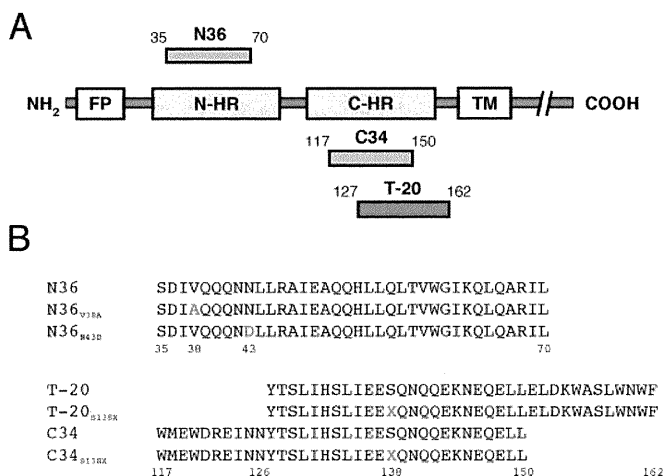 A
35 N36 70
NH2 FP N-HR C-HR TM COOH
117 C34 150
127 T-20 162
B
N36 SDIVQQQNNLLRAIEAQQHLLQLTVWGIKQLQARIL
N36V38A SDIAQQQNNLLRAIEAQQHLLQLTVWGIKQLQARIL
N36N43D SDIVQQQNDLLRAIEAQQHLLQLTVWGIKQLQARIL
35 38 43 70
T-20 YTSLIHSLIEESQNQQEKNEQELLELDKWASLWNWF
T-20S138X YTSLIHSLIEEXQNQQEKNEQELLELDKWASLWNWF
C34 WMEWDREINNYTSLIHSLIEESQNQQEKNEQELL
C34S138X WMEWDREINNYTSLIHSLIEEXQNQQEKNEQELL
117 126 138 150 162